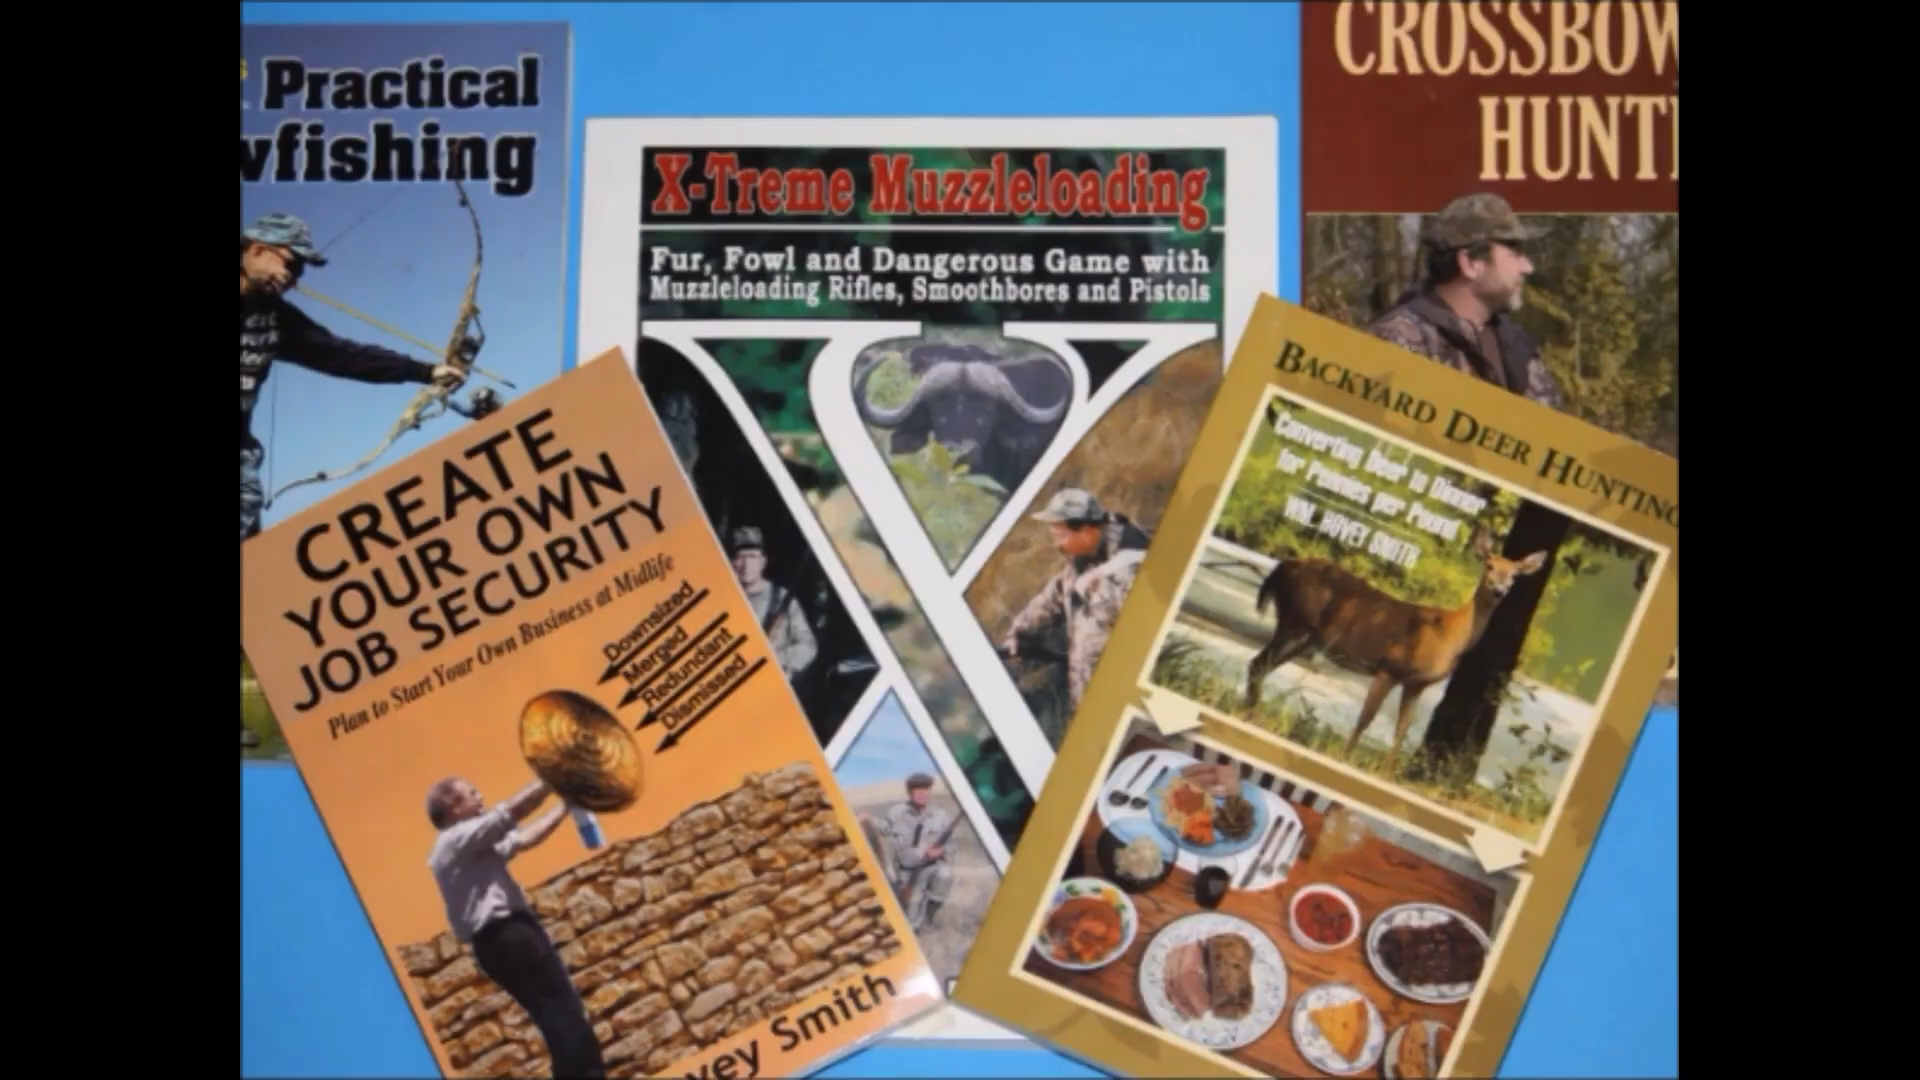 Practical
wfishing
X-Treme Muzzleloading
Fur, Fowl and Dangerous Game with
Muzzleloading Rifles, Smoothbores and Pistols
CROSSBOW
HUNTI
CREATE
YOUR OWN
JOB SECURITY
Plan to Start Your Own Business at Midlife
Downsized
Merged
Redundant
Dismissed
vey Smith
BACKYARD DEER HUNTING
Converting Deer to Dinner
for Pennies per Pound
WM. HOVEY SMITH